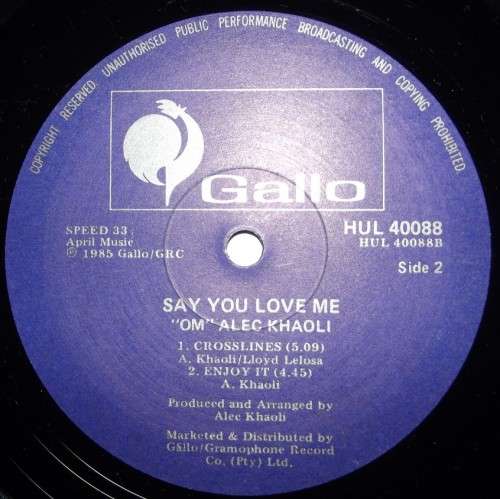 COPYRIGHT RESERVED. UNAUTHORISED PUBLIC PERFORMANCE BROADCASTING AND COPYING PROHIBITED
Gallo
SPEED 33
April Music
℗ 1985 Gallo/GRC
HUL 40088
HUL 40088B
Side 2
SAY YOU LOVE ME
"OM" ALEC KHAOLI
1. CROSSLINES (5.09)
A. Khaoli/Lloyd Lelosa
2. ENJOY IT (4.45)
A. Khaoli
Produced and Arranged by
Alec Khaoli
Marketed & Distributed by
Gallo/Gramophone Record
Co. (Pty) Ltd.